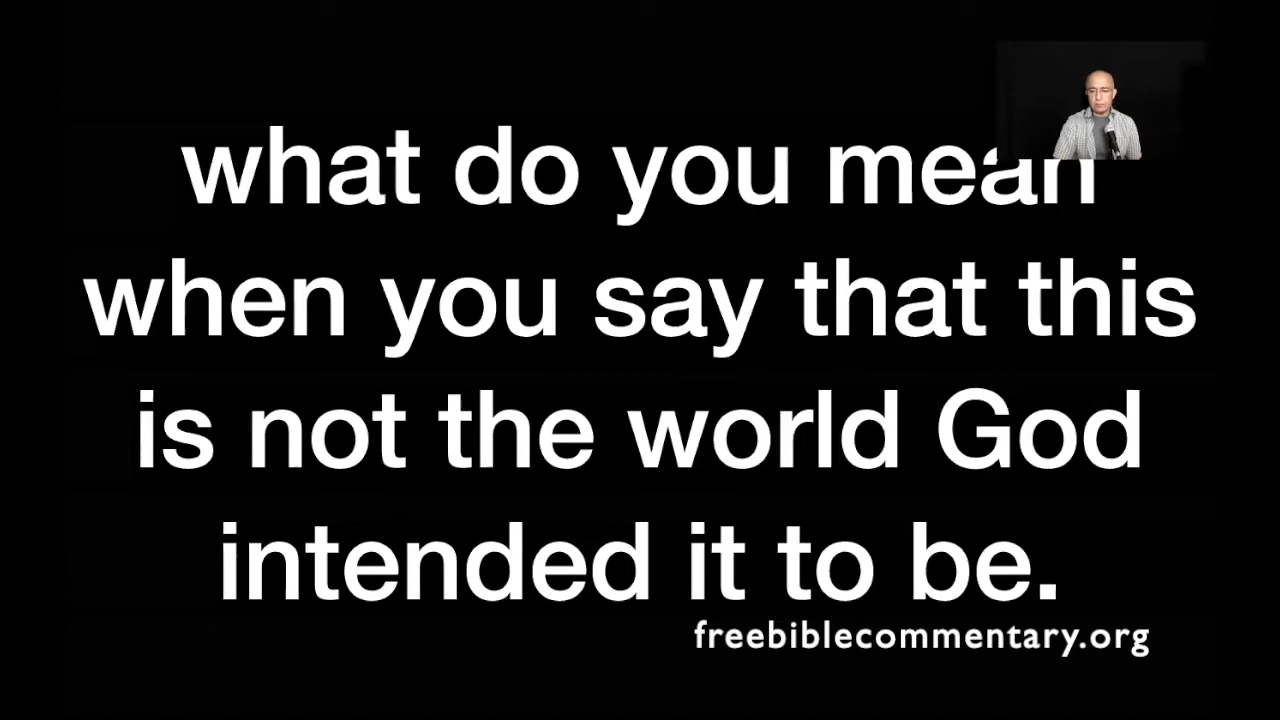 what do you mean
when you say that this
is not the world God
intended it to be.
freebiblecommentary.org